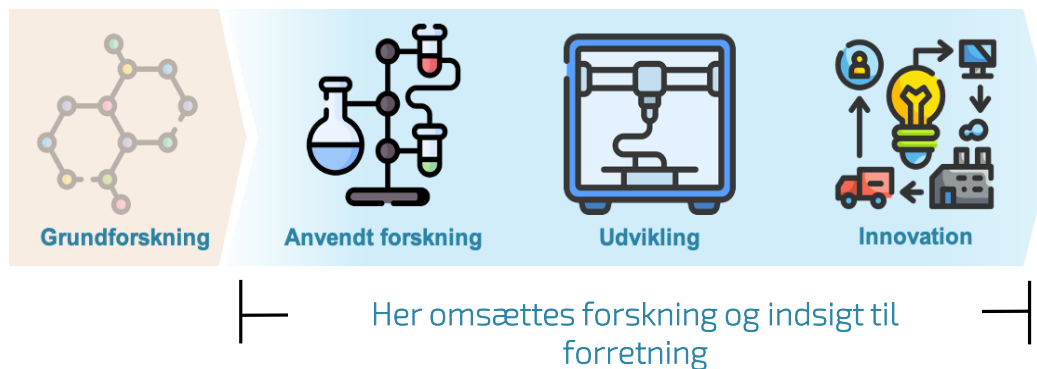 Grundforskning
Anvendt forskning
Udvikling
Innovation
Her omsættes forskning og indsigt til
forretning